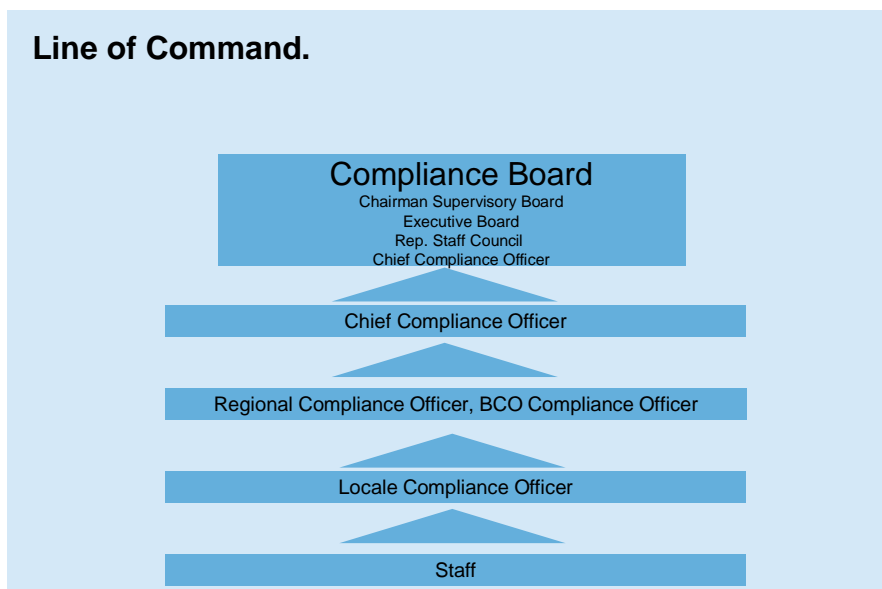 Line of Command.
Compliance Board
Chairman Supervisory Board
Executive Board
Rep. Staff Council
Chief Compliance Officer
Chief Compliance Officer
Regional Compliance Officer, BCO Compliance Officer
Locale Compliance Officer
Staff